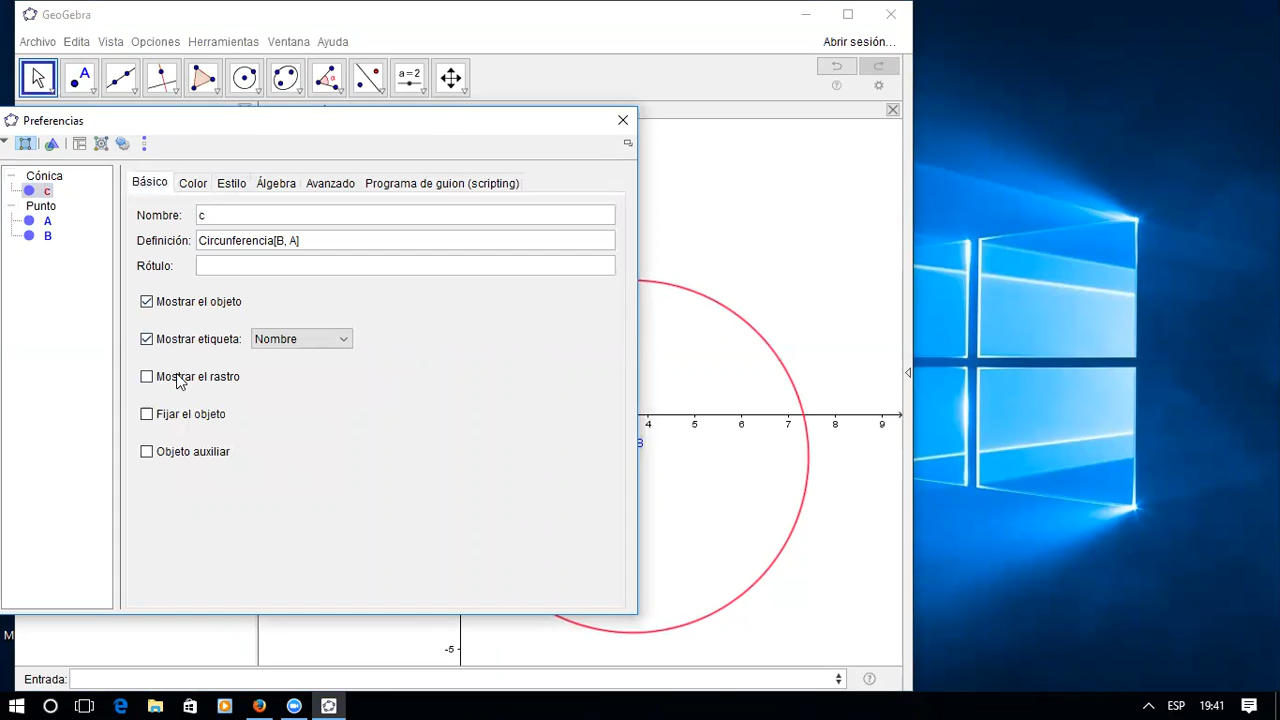 GeoGebra
Archivo Edita Vista Opciones Herramientas Ventana Ayuda
Abrir sesión...
A
α
a=2
Preferencias
Cónica
c
Punto
A
B
Básico Color Estilo Álgebra Avanzado Programa de guion (scripting)
Nombre: c
Definición: Circunferencia[B, A]
Rótulo:
Mostrar el objeto
Mostrar etiqueta: Nombre
Mostrar el rastro
Fijar el objeto
Objeto auxiliar
4 5 6 7 8 9
B
-5
M
Entrada:
ESP 19:41